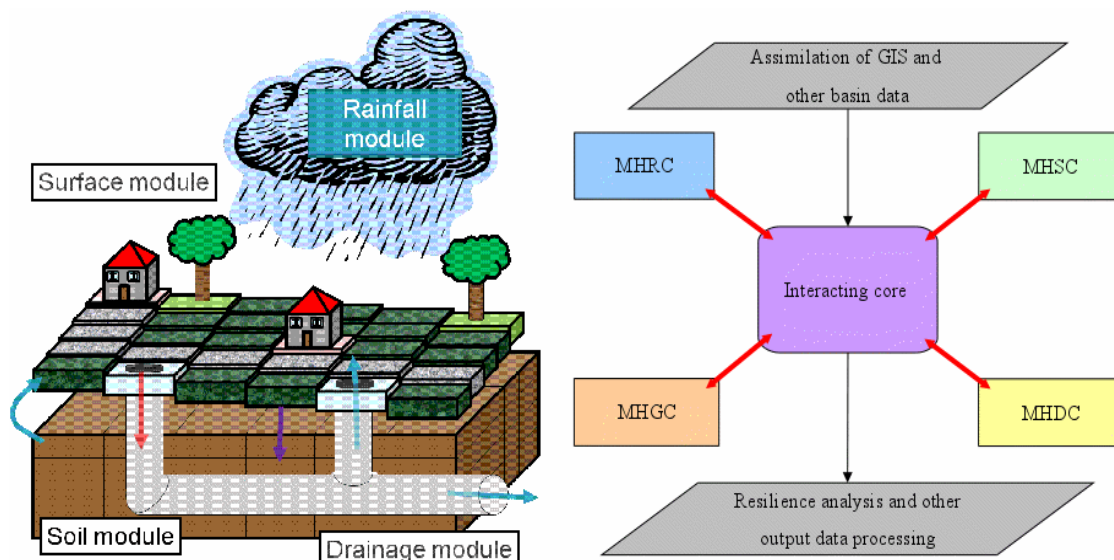 Rainfall
module
Surface module
Soil module
Drainage module
Assimilation of GIS and
other basin data
MHRC
MHSC
Interacting core
MHGC
MHDC
Resilience analysis and other
output data processing